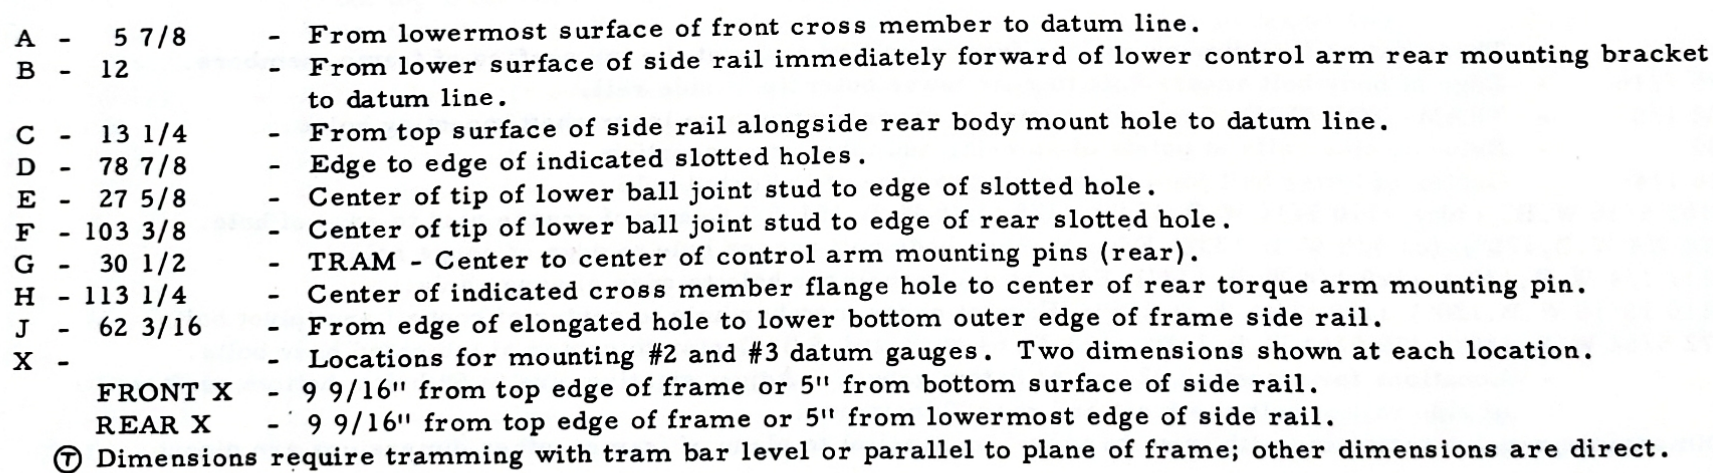 A - 5 7/8 - From lowermost surface of front cross member to datum line.
B - 12 - From lower surface of side rail immediately forward of lower control arm rear mounting bracket
to datum line.
C - 13 1/4 - From top surface of side rail alongside rear body mount hole to datum line.
D - 78 7/8 - Edge to edge of indicated slotted holes.
E - 27 5/8 - Center of tip of lower ball joint stud to edge of slotted hole.
F - 103 3/8 - Center of tip of lower ball joint stud to edge of rear slotted hole.
G - 30 1/2 - TRAM - Center to center of control arm mounting pins (rear).
H - 113 1/4 - Center of indicated cross member flange hole to center of rear torque arm mounting pin.
J - 62 3/16 - From edge of elongated hole to lower bottom outer edge of frame side rail.
X - - Locations for mounting #2 and #3 datum gauges. Two dimensions shown at each location.
FRONT X - 9 9/16" from top edge of frame or 5" from bottom surface of side rail.
REAR X - 9 9/16" from top edge of frame or 5" from lowermost edge of side rail.
Ⓣ Dimensions require tramming with tram bar level or parallel to plane of frame; other dimensions are direct.